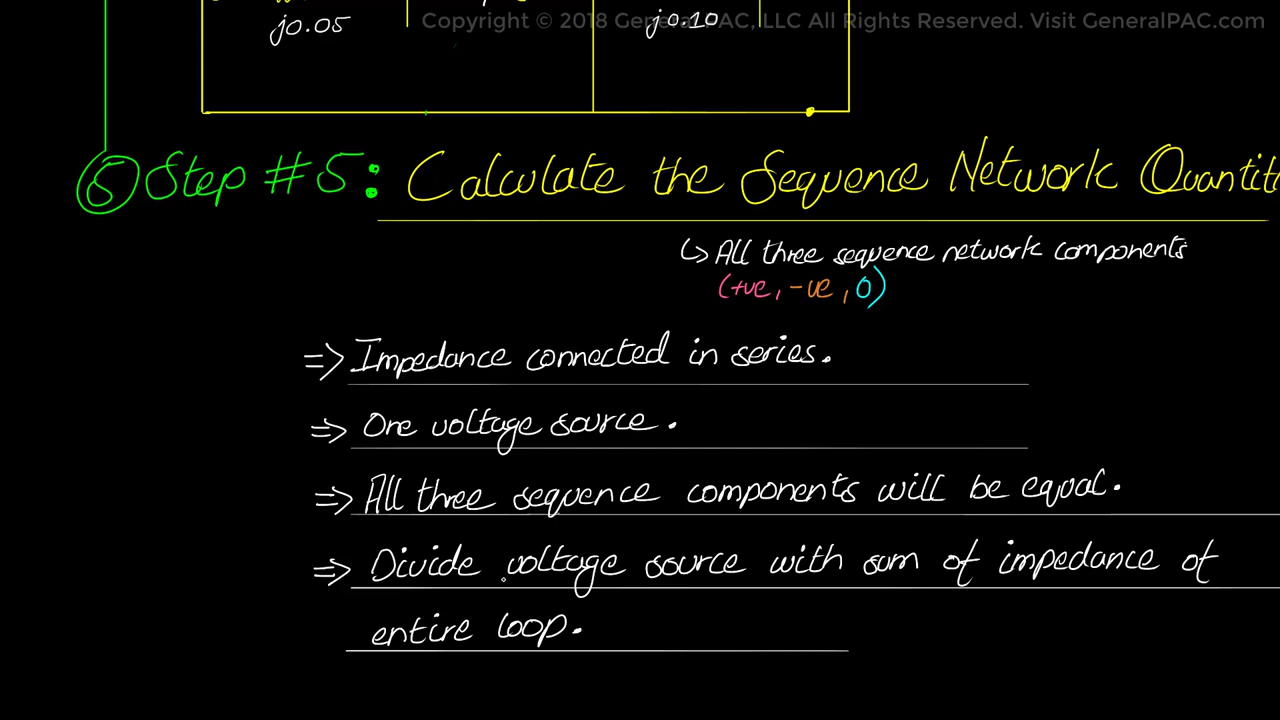 Copyright © 2018 GeneralPAC, LLC All Rights Reserved. Visit GeneralPAC.com
j0.05
j0.10
5 Step #5: Calculate the Sequence Network Quantit
↳ All three sequence network components
(+ve, -ve, 0)
=> Impedance connected in series.
=> One voltage source.
=> All three sequence components will be equal.
=> Divide voltage source with sum of impedance of
entire loop.